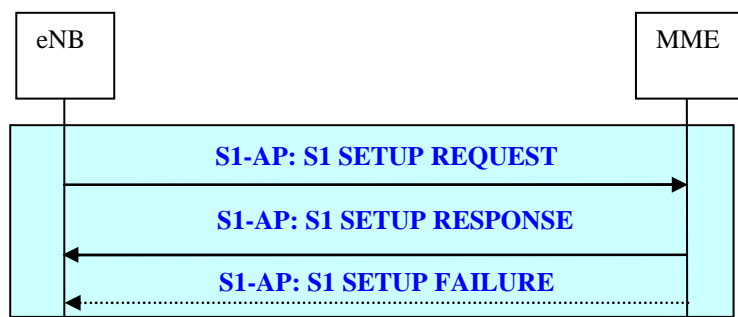 eNB
MME
S1-AP: S1 SETUP REQUEST
S1-AP: S1 SETUP RESPONSE
S1-AP: S1 SETUP FAILURE